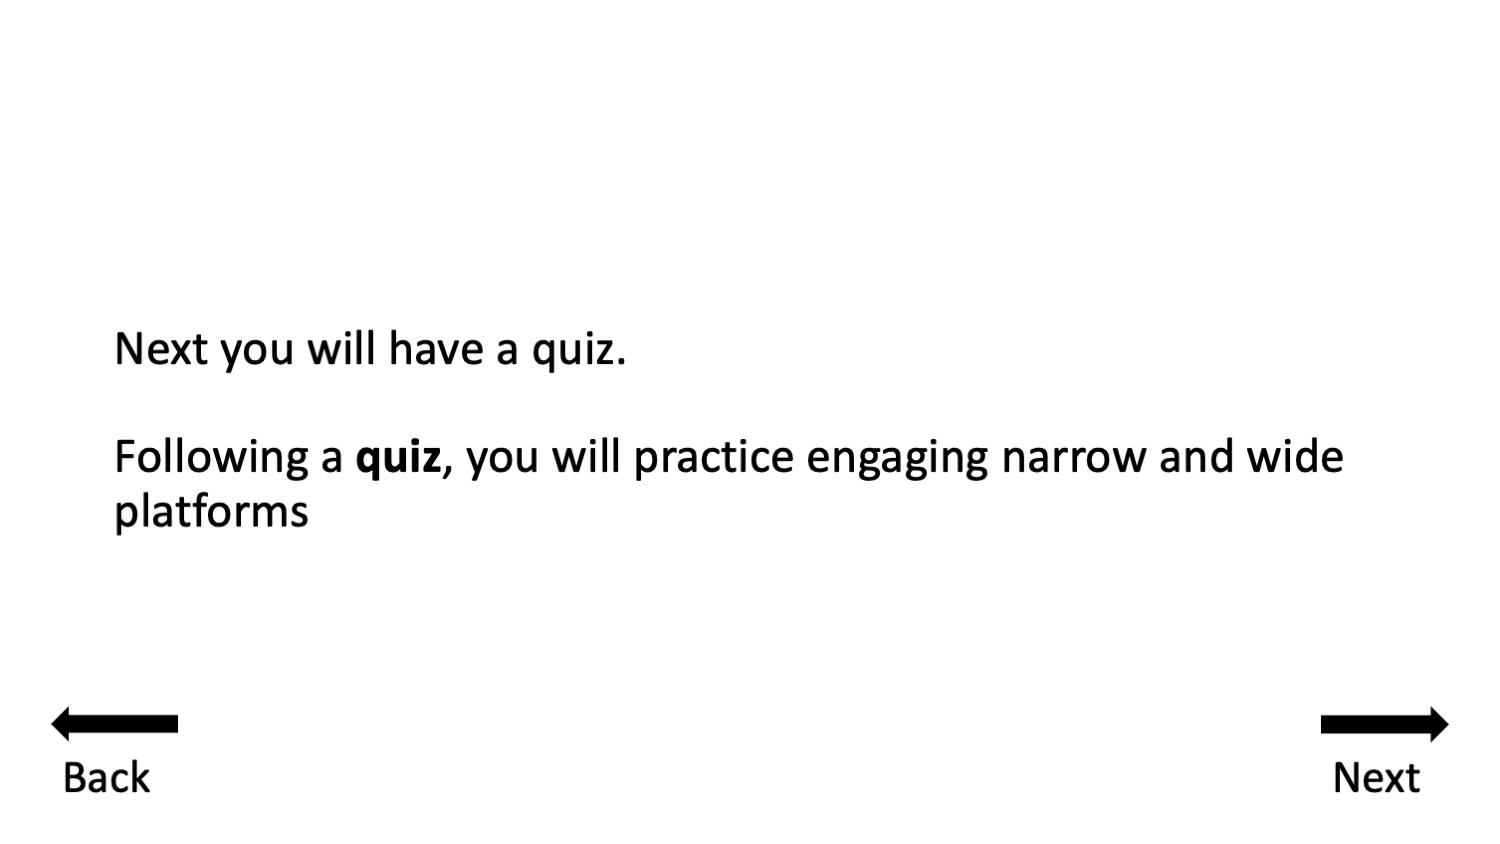 Next you will have a quiz.
Following a quiz, you will practice engaging narrow and wide
platforms
Back
Next